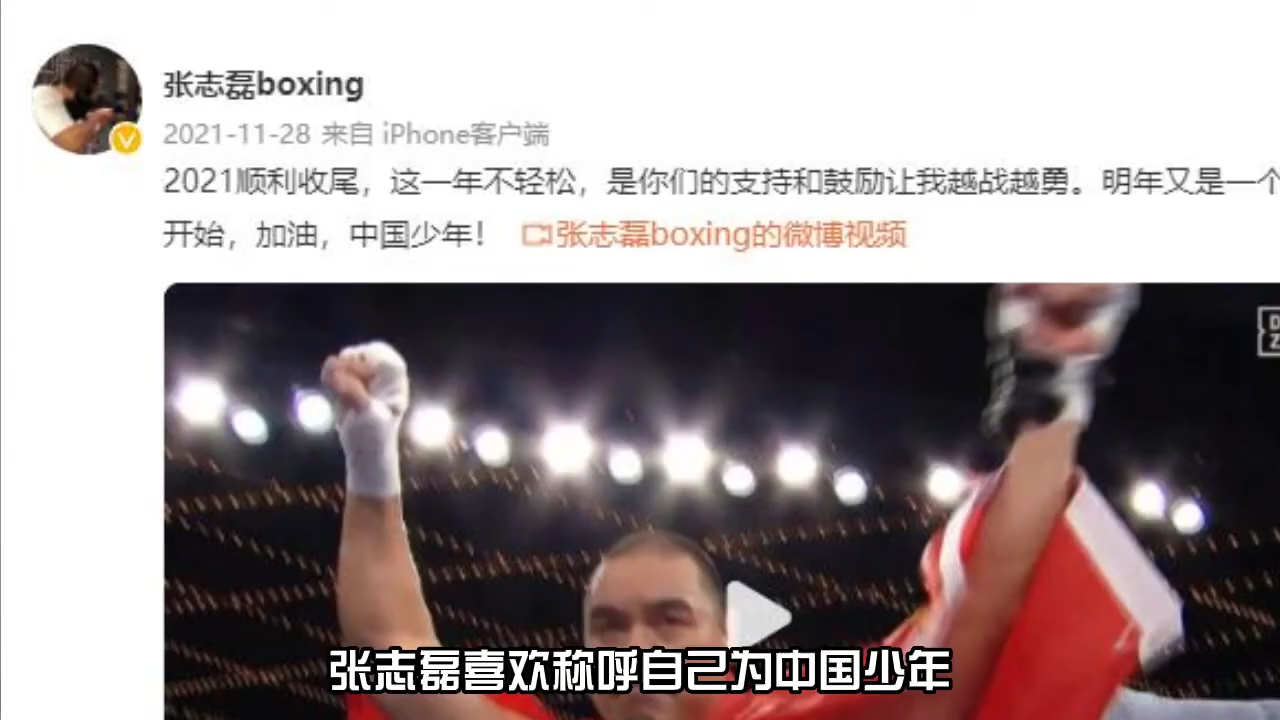 张志磊boxing
2021-11-28 来自 iPhone客户端
2021顺利收尾，这一年不轻松，是你们的支持和鼓励让我越战越勇。明年又是一个
开始，加油，中国少年！ 张志磊boxing的微博视频
DAZ
张志磊喜欢称呼自己为中国少年